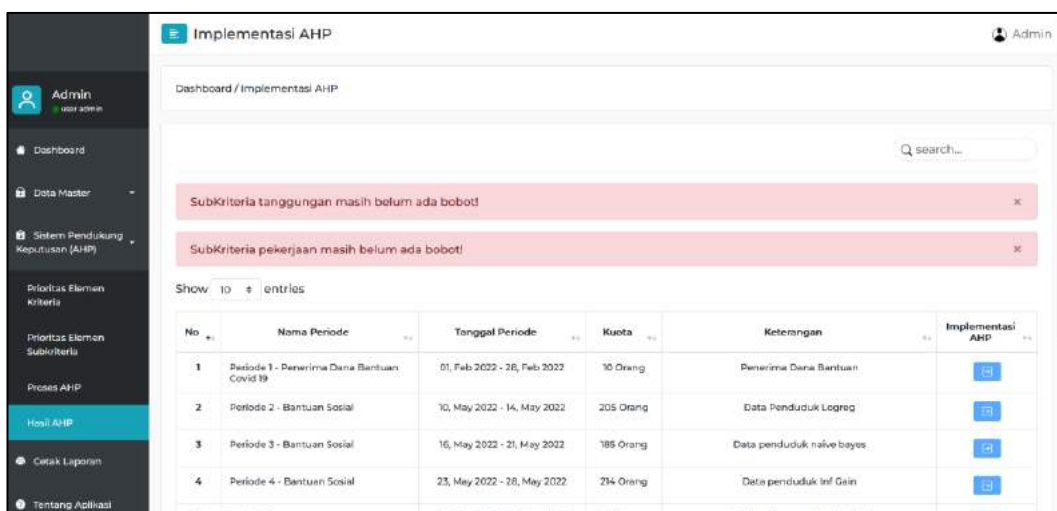 Implementasi AHP
Admin
Admin
user admin
Dashboard / Implementasi AHP
Dashboard
Data Master
Sistem Pendukung
Keputusan (AHP)
Prioritas Elemen
Kriteria
Prioritas Elemen
Subkriteria
Proses AHP
Hasil AHP
Cetak Laporan
Tentang Aplikasi
search...
SubKriteria tanggungan masih belum ada bobot!
SubKriteria pekerjaan masih belum ada bobot!
Show 10 entries
No Nama Periode Tanggal Periode Kuota Keterangan Implementasi AHP
1 Periode 1 - Penerima Dana Bantuan Covid 19 01, Feb 2022 - 28, Feb 2022 10 Orang Penerima Dana Bantuan
2 Periode 2 - Bantuan Sosial 10, May 2022 - 14, May 2022 205 Orang Data Penduduk Logreg
3 Periode 3 - Bantuan Sosial 16, May 2022 - 21, May 2022 185 Orang Data penduduk naive bayes
4 Periode 4 - Bantuan Sosial 23, May 2022 - 28, May 2022 214 Orang Data penduduk Inf Gain